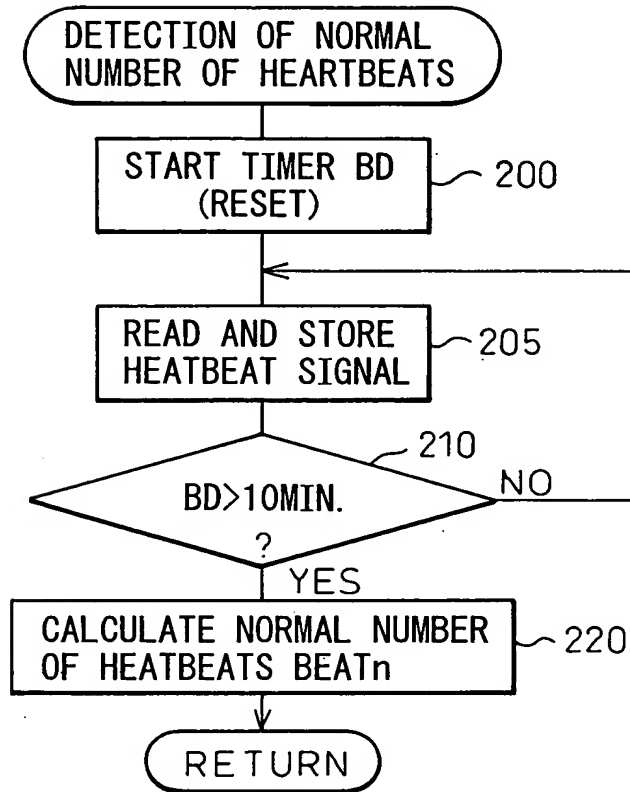 DETECTION OF NORMAL
NUMBER OF HEARTBEATS
START TIMER BD
(RESET)
200
READ AND STORE
HEATBEAT SIGNAL
205
210
BD>10MIN.
?
NO
YES
CALCULATE NORMAL NUMBER
OF HEATBEATS BEATn
220
RETURN